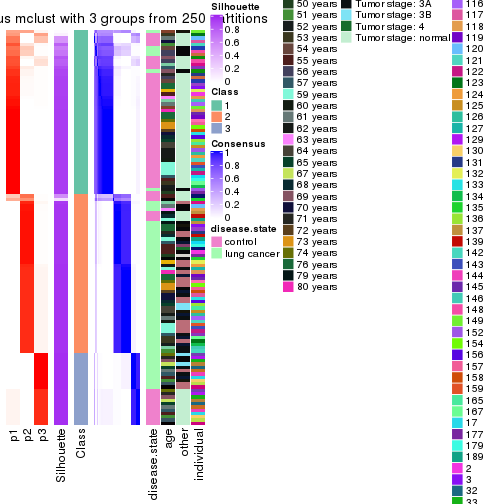 us mclust with 3 groups from 250 partitions
Silhouette
1
0.8
0.6
0.4
0.2
0
Class
1
2
3
Consensus
1
0.8
0.6
0.4
0.2
0
disease.state
control
lung cancer
50 years
51 years
52 years
53 years
54 years
55 years
56 years
57 years
59 years
60 years
61 years
62 years
63 years
64 years
65 years
67 years
68 years
69 years
70 years
71 years
72 years
73 years
74 years
76 years
79 years
80 years
Tumor stage: 3A
Tumor stage: 3B
Tumor stage: 4
Tumor stage: normal
116
117
118
119
120
121
122
123
124
125
126
127
129
130
131
132
133
134
135
136
137
139
142
143
144
145
146
148
149
154
156
157
158
159
165
167
17
177
179
189
2
3
32
33
p1
p2
p3
Silhouette
Class
disease.state
age
other
individual